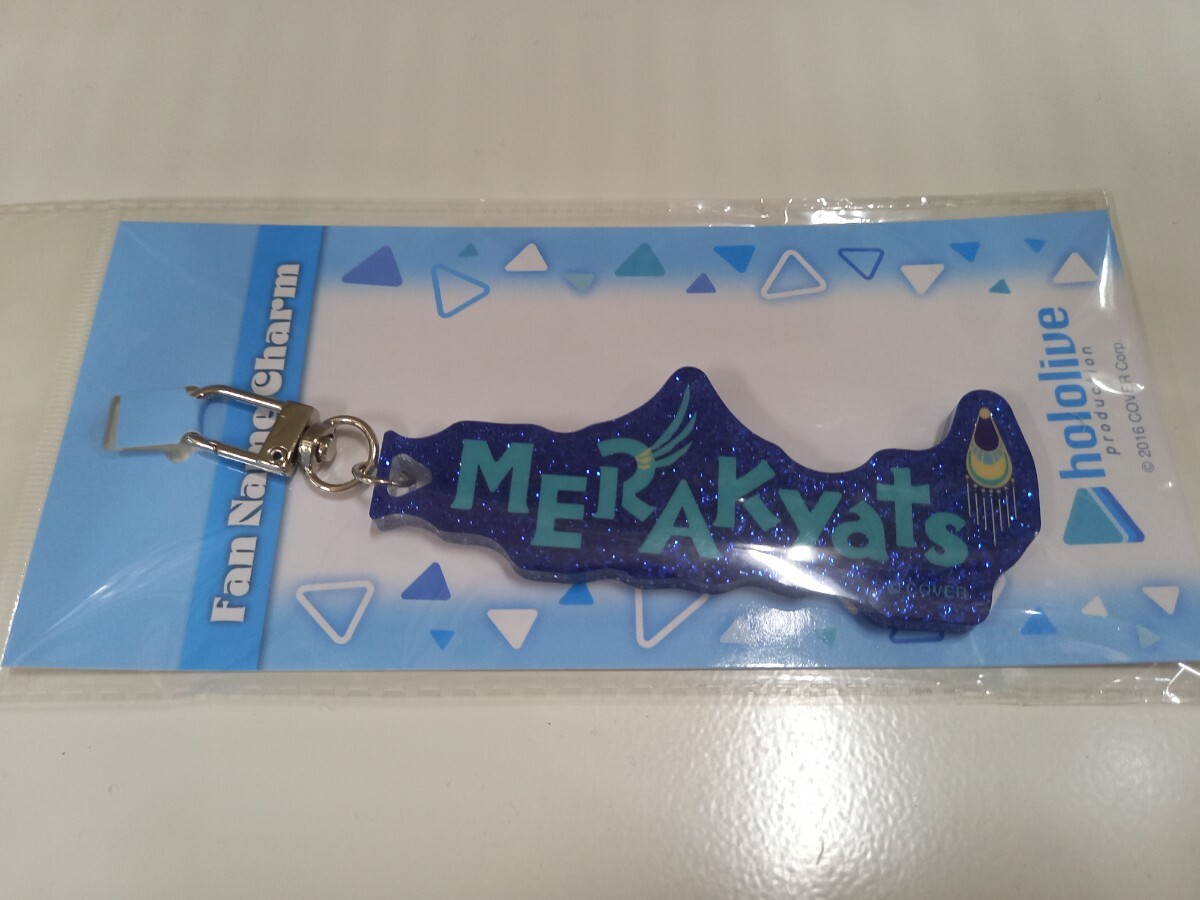 Fan Name Charm
MERAKyats
© COVER
hololive
production
© 2016 COVER Corp.